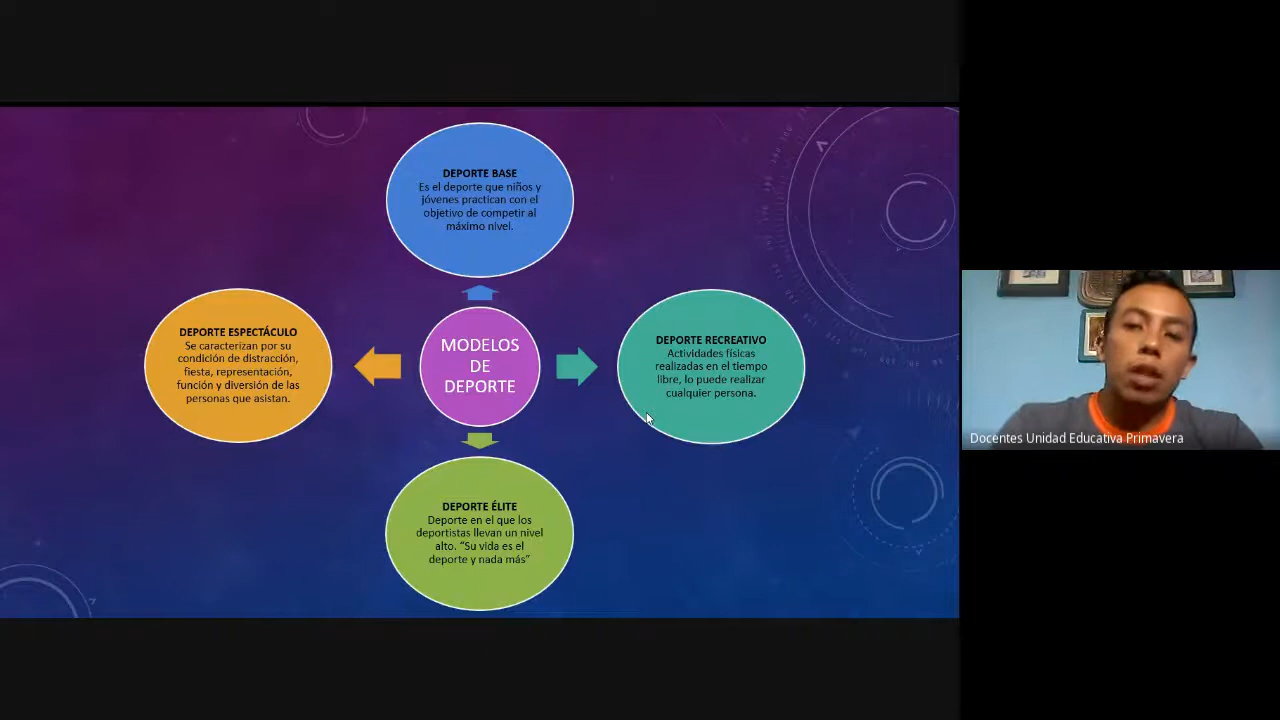 DEPORTE BASE
Es el deporte que niños y
jóvenes practican con el
objetivo de competir al
máximo nivel.
DEPORTE ESPECTÁCULO
Se caracterizan por su
condición de distracción,
fiesta, representación,
función y diversión de las
personas que asistan.
MODELOS
DE
DEPORTE
DEPORTE RECREATIVO
Actividades físicas
realizadas en el tiempo
libre, lo puede realizar
cualquier persona.
DEPORTE ÉLITE
Deporte en el que los
deportistas llevan un nivel
alto. “Su vida es el
deporte y nada más”
Docentes Unidad Educativa Primavera